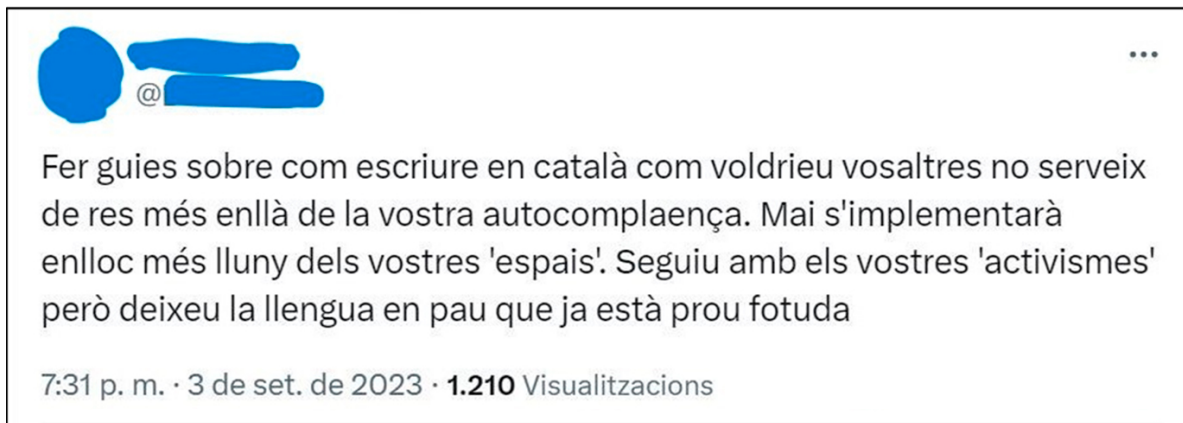 @
Fer guies sobre com escriure en català com voldrieu vosaltres no serveix
de res més enllà de la vostra autocomplaença. Mai s'implementarà
enlloc més lluny dels vostres 'espais'. Seguiu amb els vostres 'activismes'
però deixeu la llengua en pau que ja està prou fotuda
7:31 p. m. · 3 de set. de 2023 · 1.210 Visualitzacions